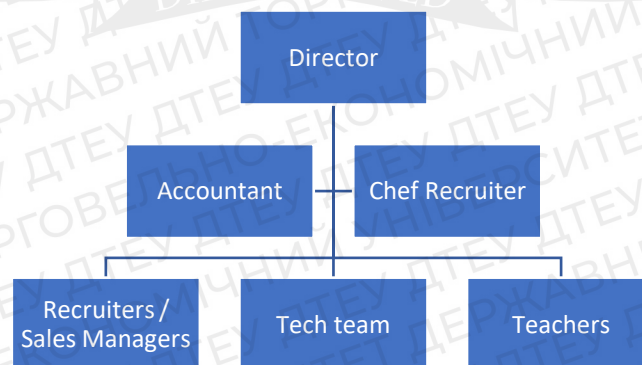 Director
Accountant
Chef Recruiter
Recruiters /
Sales Managers
Tech team
Teachers